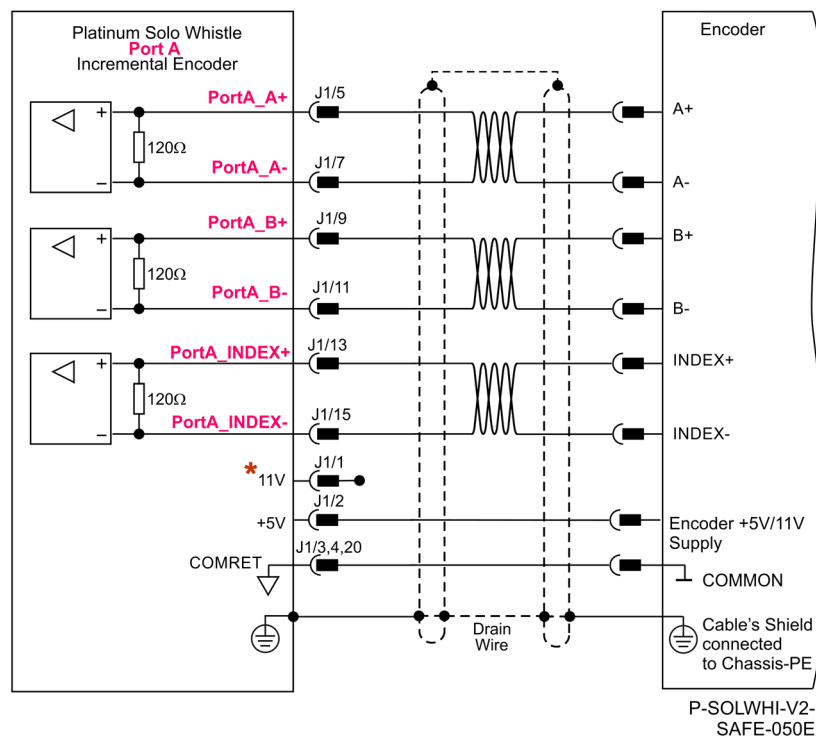 Platinum Solo Whistle
Port A
Incremental Encoder
Encoder
PortA_A+
J1/5
A+
+
120Ω
PortA_A-
J1/7
A-
–
PortA_B+
J1/9
B+
+
120Ω
PortA_B-
J1/11
B-
–
PortA_INDEX+
J1/13
INDEX+
+
120Ω
PortA_INDEX-
J1/15
INDEX-
–
*11V
J1/1
+5V
J1/2
Encoder +5V/11V
Supply
COMRET
J1/3,4,20
COMMON
Drain
Wire
Cable's Shield
connected
to Chassis-PE
P-SOLWHI-V2-
SAFE-050E